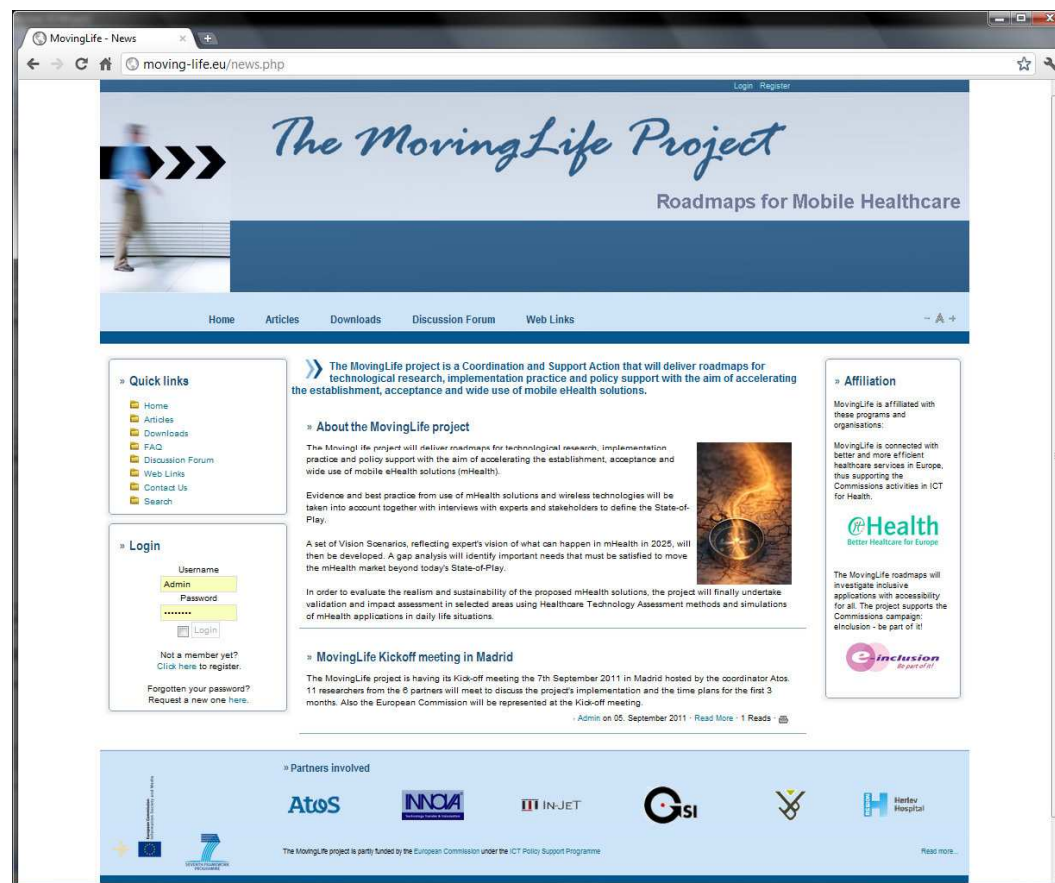 MovingLife - News
moving-life.eu/news.php
Login Register
The MovingLife Project
Roadmaps for Mobile Healthcare
Home Articles Downloads Discussion Forum Web Links
- A +
» Quick links
Home
Articles
Downloads
FAQ
Discussion Forum
Web Links
Contact Us
Search
» Login
Username
Admin
Password
••••••••
Login
Not a member yet?
Click here to register.
Forgotten your password?
Request a new one here.
The MovingLife project is a Coordination and Support Action that will deliver roadmaps for
technological research, implementation practice and policy support with the aim of accelerating
the establishment, acceptance and wide use of mobile eHealth solutions.
» About the MovingLife project
The MovingLife project will deliver roadmaps for technological research, implementation
practice and policy support with the aim of accelerating the establishment, acceptance and
wide use of mobile eHealth solutions (mHealth).
Evidence and best practice from use of mHealth solutions and wireless technologies will be
taken into account together with interviews with experts and stakeholders to define the State-of-
Play.
A set of Vision Scenarios, reflecting expert's vision of what can happen in mHealth in 2025, will
then be developed. A gap analysis will identify important needs that must be satisfied to move
the mHealth market beyond today's State-of-Play.
In order to evaluate the realism and sustainability of the proposed mHealth solutions, the project will finally undertake
validation and impact assessment in selected areas using Healthcare Technology Assessment methods and simulations
of mHealth applications in daily life situations.
» MovingLife Kickoff meeting in Madrid
The MovingLife project is having its Kick-off meeting the 7th September 2011 in Madrid hosted by the coordinator Atos.
11 researchers from the 6 partners will meet to discuss the project's implementation and the time plans for the first 3
months. Also the European Commission will be represented at the Kick-off meeting.
· Admin on 05. September 2011 · Read More · 1 Reads ·
» Affiliation
MovingLife is affiliated with
these programs and
organisations:
MovingLife is connected with
better and more efficient
healthcare services in Europe,
thus supporting the
Commissions activities in ICT
for Health.
eHealth
Better Healtcare for Europe
The MovingLife roadmaps will
investigate inclusive
applications with accessibility
for all. The project supports the
Commissions campaign:
eInclusion - be part of it!
e-inclusion
Be part of it!
» Partners involved
Atos
INNOVA
Technology Transfer & Valorisation
IN-JET
GSI
Herlev
Hospital
European Commission
Information Society and Media
SEVENTH FRAMEWORK
PROGRAMME
The MovingLife project is partly funded by the European Commission under the ICT Policy Support Programme
Read more...